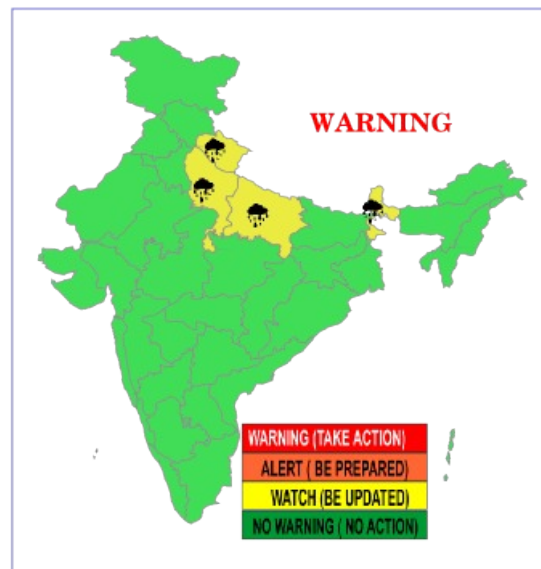 WARNING
WARNING (TAKE ACTION)
ALERT ( BE PREPARED)
WATCH (BE UPDATED)
NO WARNING ( NO ACTION)